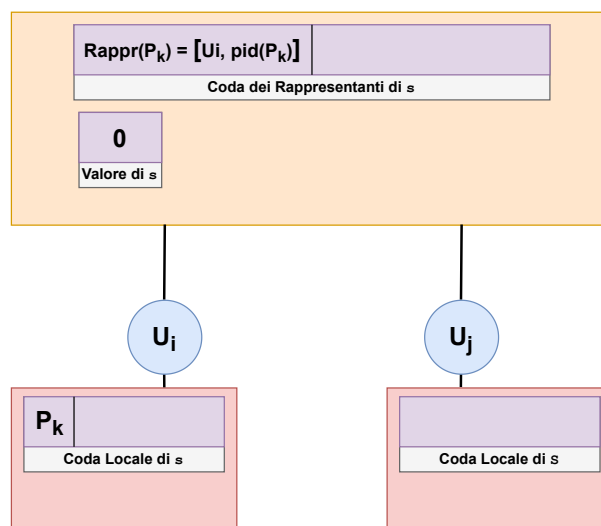 Rappr(Pk) = [Ui, pid(Pk)]
Coda dei Rappresentanti di s
0
Valore di s
Ui
Uj
Pk
Coda Locale di s
Coda Locale di S